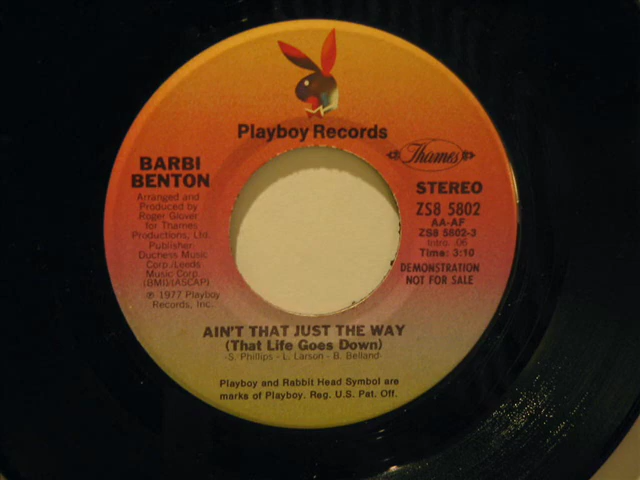 Playboy Records
Thames
BARBI
BENTON
Arranged and
Produced by
Roger Glover
for Thames
Productions, Ltd.
Publisher:
Duchess Music
Corp./Leeds
Music Corp.
(BMI)(ASCAP)
℗ 1977 Playboy
Records, Inc.
STEREO
ZS8 5802
AA-AF
ZS8 5802-3
Intro. :06
Time: 3:10
DEMONSTRATION
NOT FOR SALE
AIN'T THAT JUST THE WAY
(That Life Goes Down)
-S. Phillips - L. Larson - B. Belland-
Playboy and Rabbit Head Symbol are
marks of Playboy. Reg. U.S. Pat. Off.